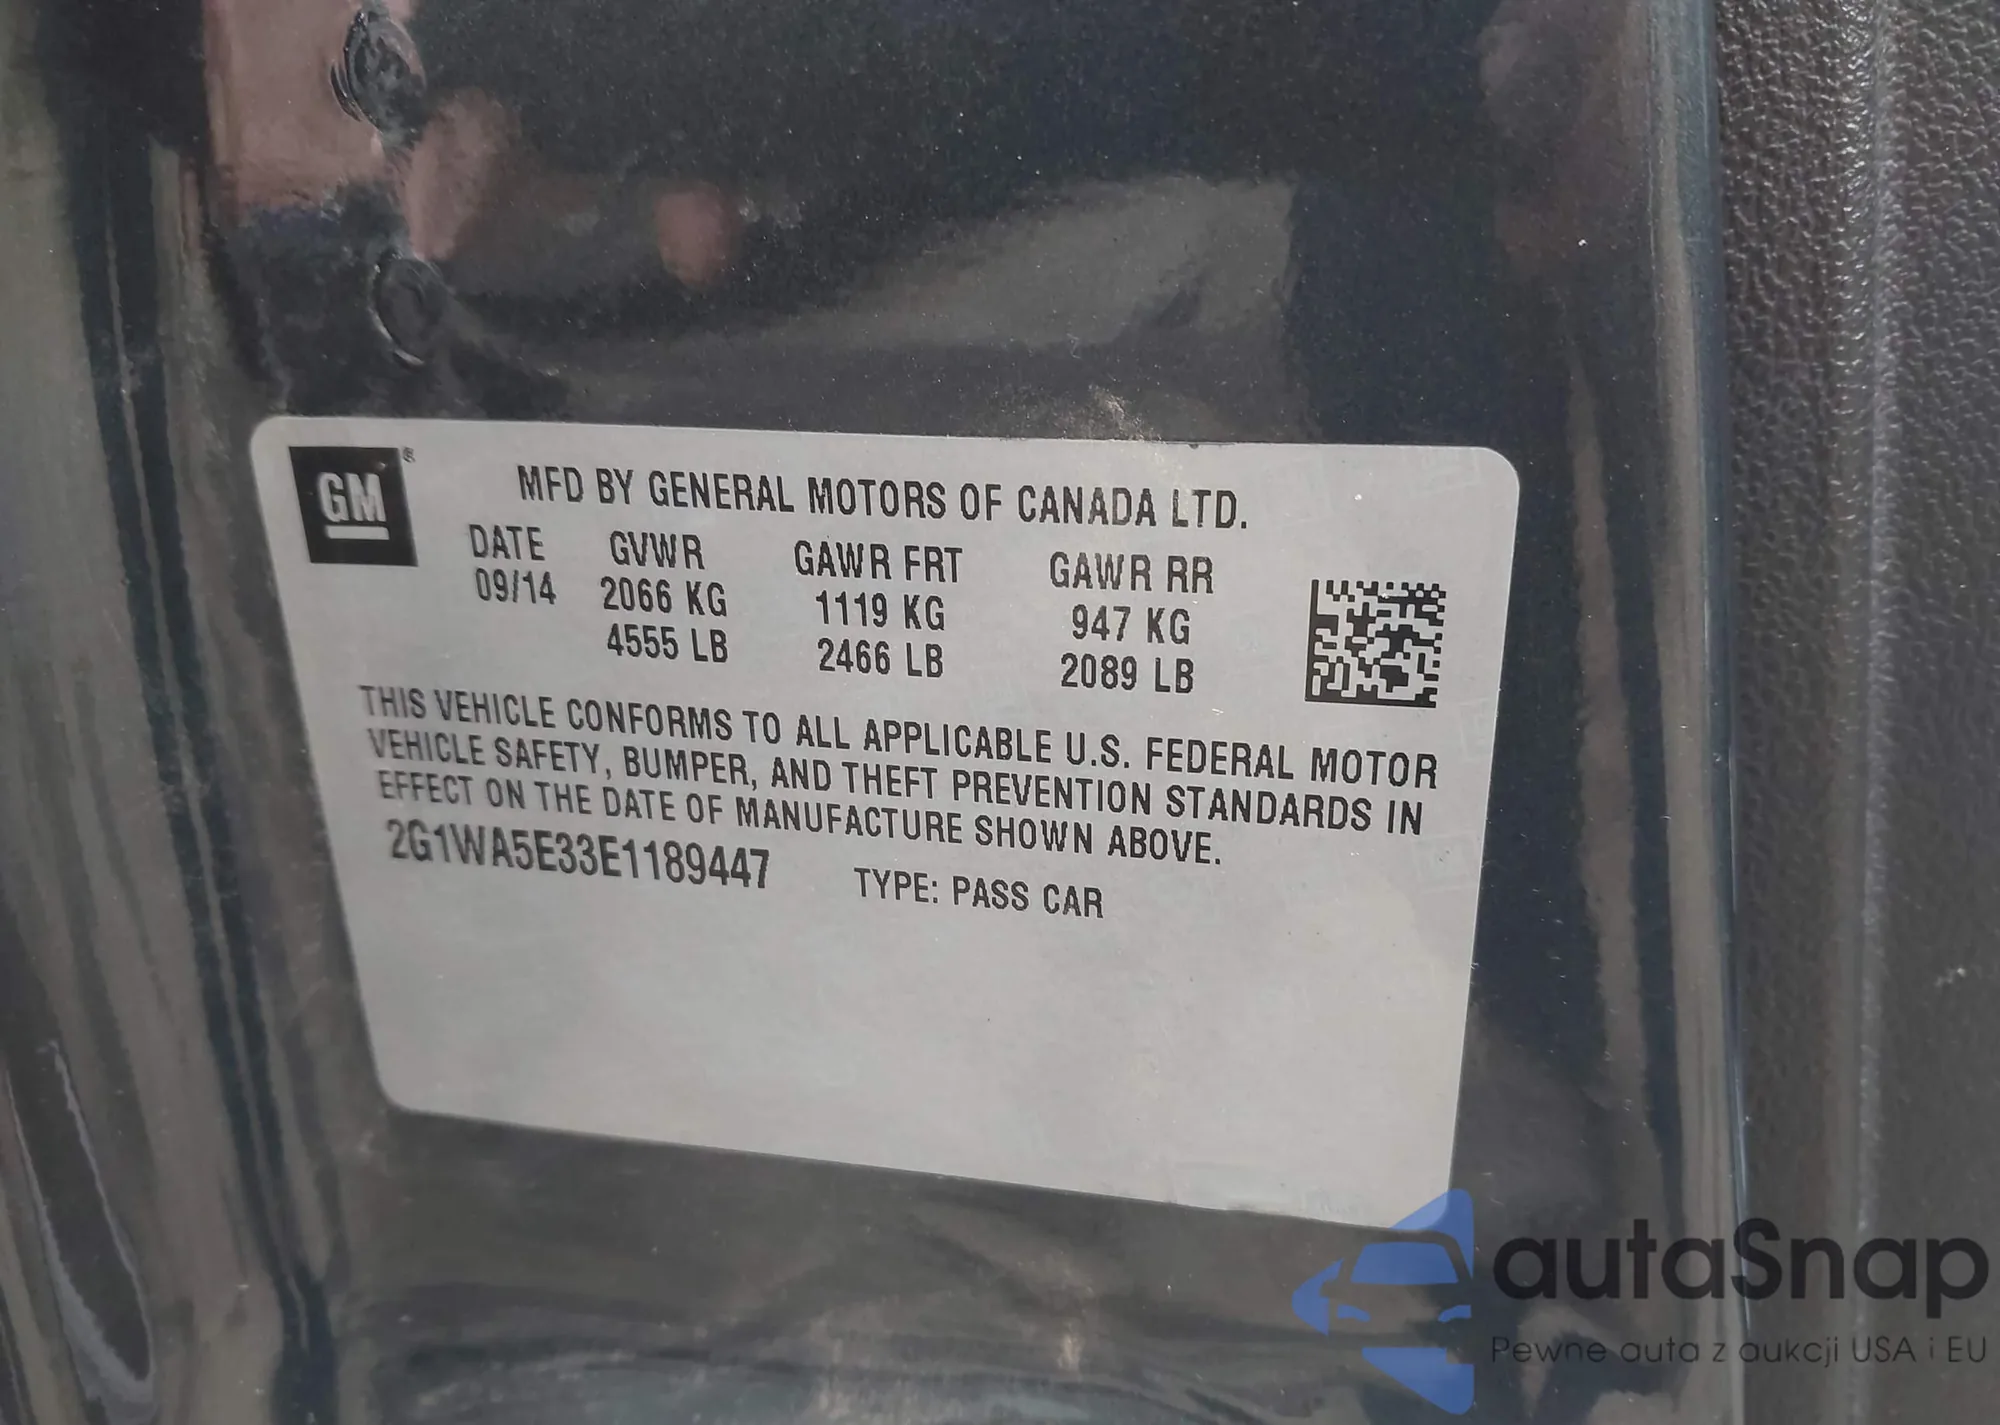 GM ®
MFD BY GENERAL MOTORS OF CANADA LTD.
DATE GVWR GAWR FRT GAWR RR
09/14 2066 KG 1119 KG 947 KG
4555 LB 2466 LB 2089 LB
THIS VEHICLE CONFORMS TO ALL APPLICABLE U.S. FEDERAL MOTOR
VEHICLE SAFETY, BUMPER, AND THEFT PREVENTION STANDARDS IN
EFFECT ON THE DATE OF MANUFACTURE SHOWN ABOVE.
2G1WA5E33E1189447 TYPE: PASS CAR
autaSnap
Pewne auta z aukcji USA i EU